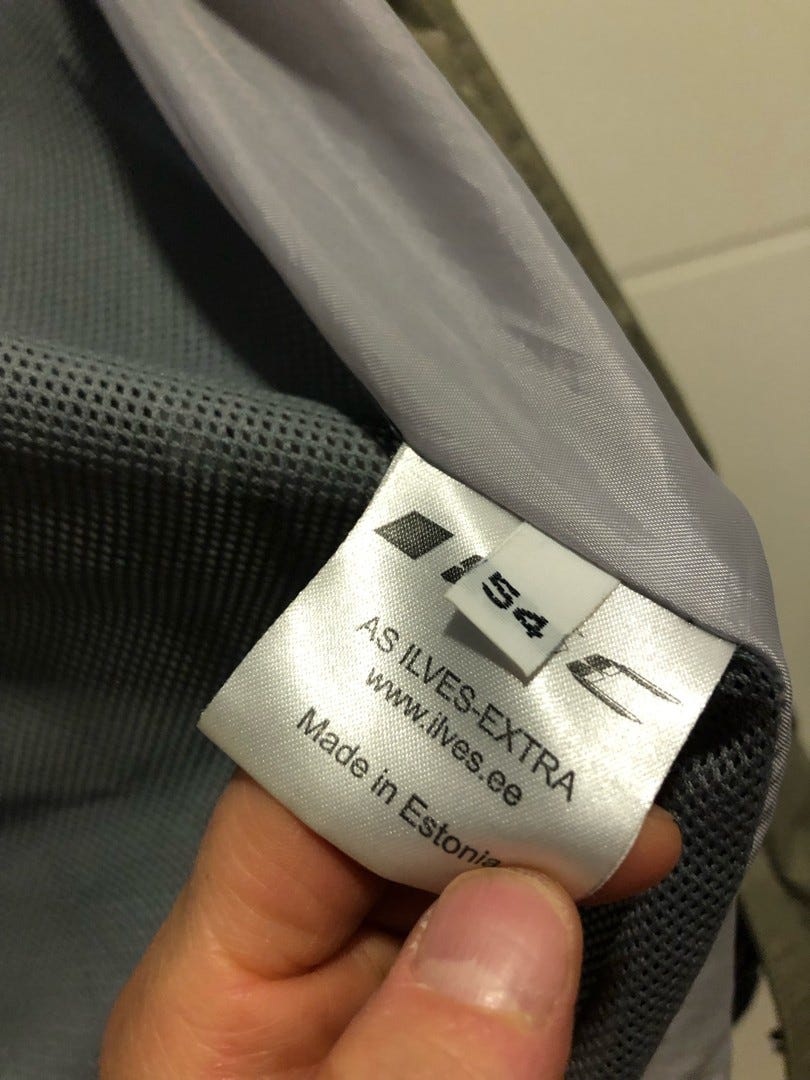 54
AS ILVES-EXTRA
www.ilves.ee
Made in Estonia